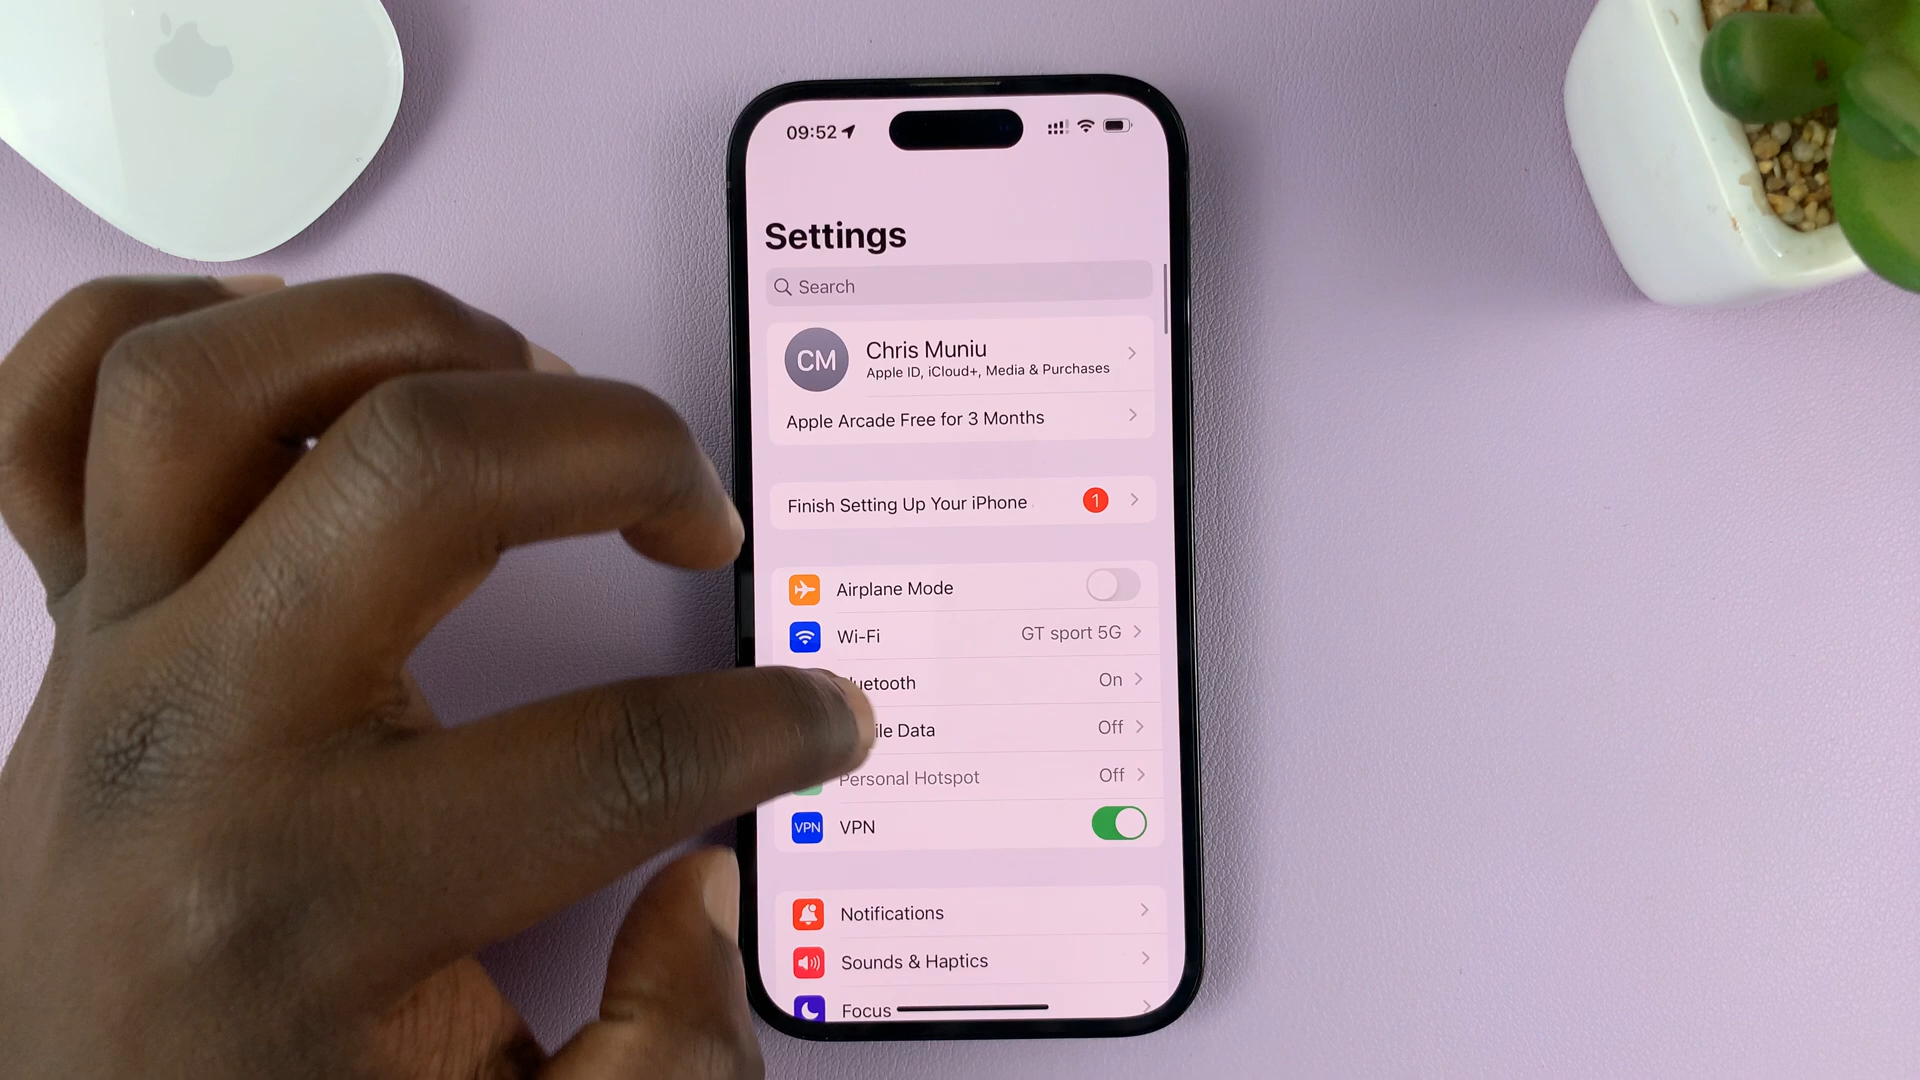 09:52
Settings
Search
CM
Chris Muniu
Apple ID, iCloud+, Media & Purchases
Apple Arcade Free for 3 Months
Finish Setting Up Your iPhone 1
Airplane Mode
Wi-Fi GT sport 5G
uetooth On
ile Data Off
Personal Hotspot Off
VPN VPN
Notifications
Sounds & Haptics
Focus